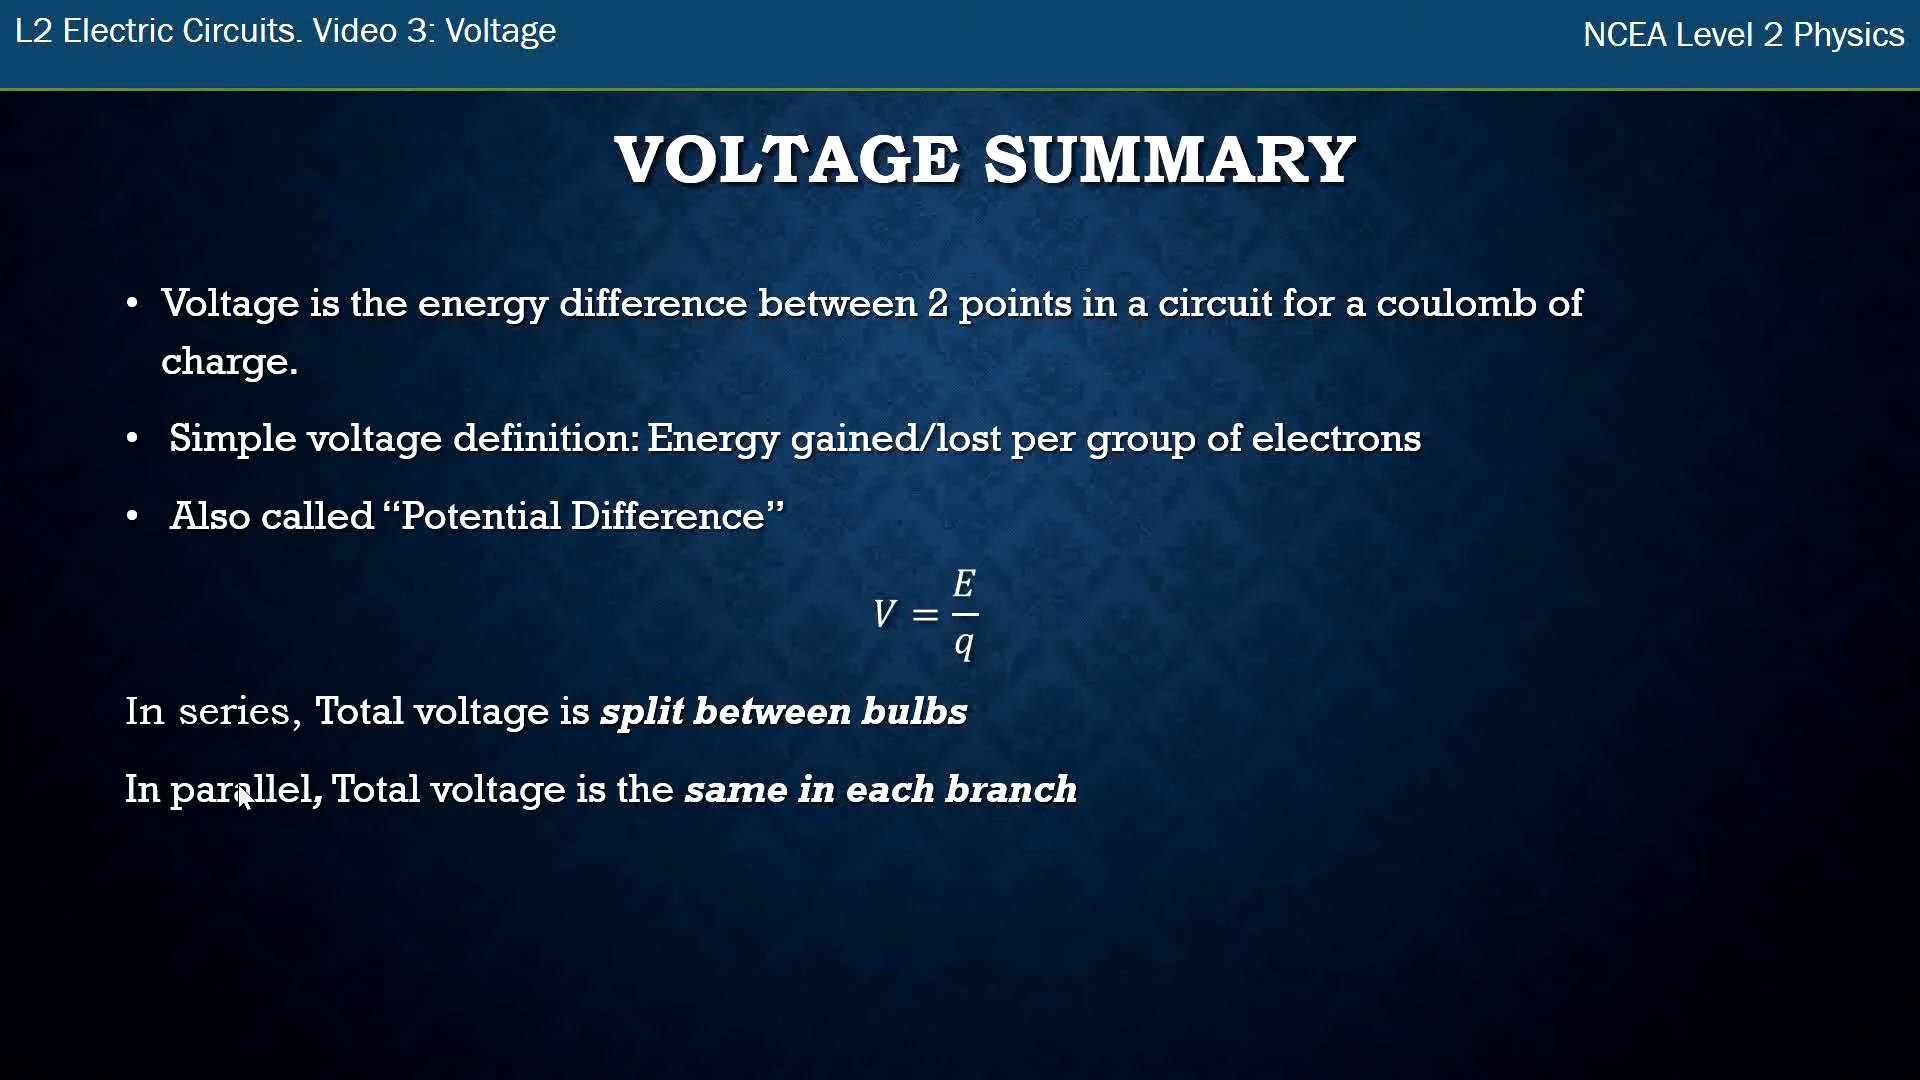 L2 Electric Circuits. Video 3: Voltage
NCEA Level 2 Physics
VOLTAGE SUMMARY
• Voltage is the energy difference between 2 points in a circuit for a coulomb of
charge.
• Simple voltage definition: Energy gained/lost per group of electrons
• Also called “Potential Difference”
V = E/q
In series, Total voltage is split between bulbs
In parallel, Total voltage is the same in each branch